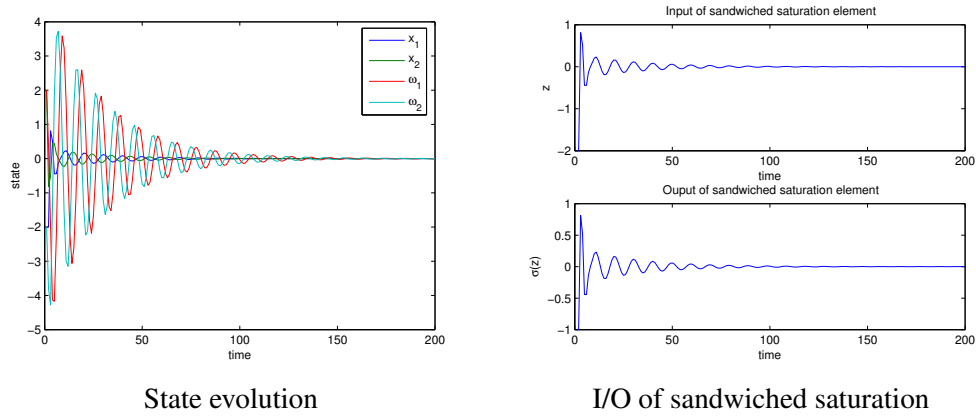 4
3
2
1
0
−1
−2
−3
−4
−5
state
x₁
x₂
ω₁
ω₂
0 50 100 150 200
time
State evolution
Input of sandwiched saturation element
1
0
−1
−2
z
0 50 100 150 200
time
Ouput of sandwiched saturation element
1
0.5
0
−0.5
−1
σ(z)
0 50 100 150 200
time
I/O of sandwiched saturation